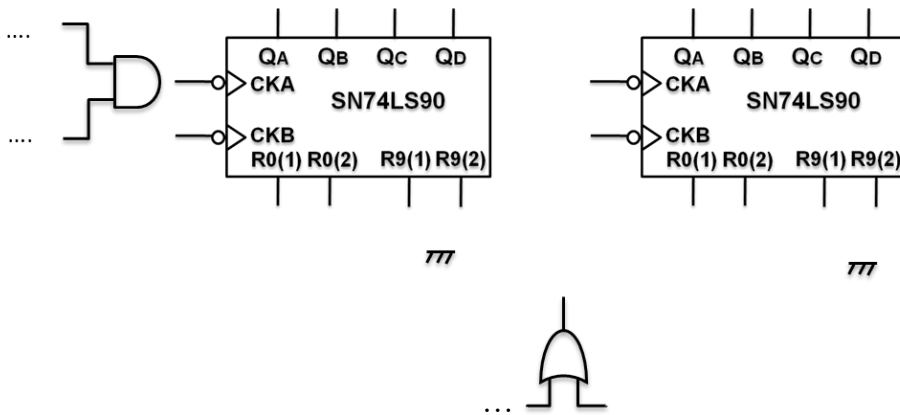 ....
....
QA QB QC QD
CKA
SN74LS90
CKB
R0(1) R0(2) R9(1) R9(2)
QA QB QC QD
CKA
SN74LS90
CKB
R0(1) R0(2) R9(1) R9(2)
...